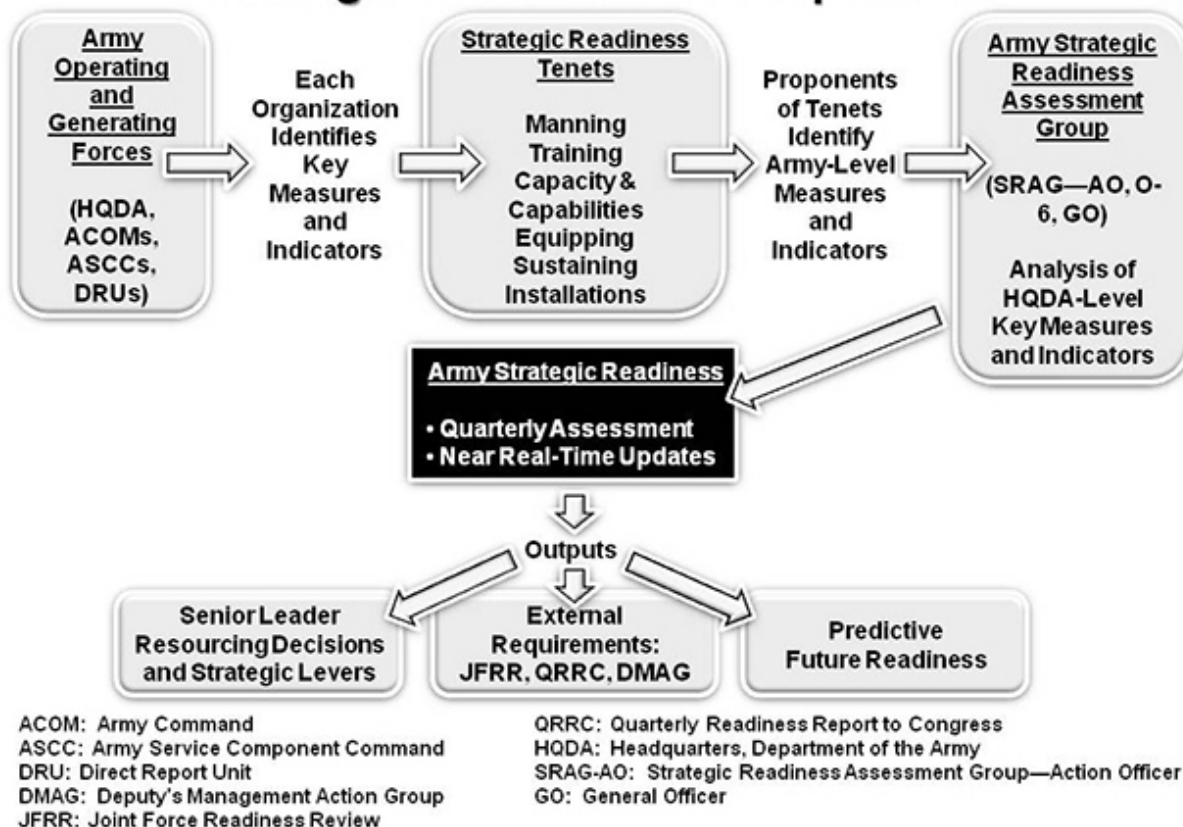 Army
Operating
and
Generating
Forces
(HQDA,
ACOMs,
ASCCs,
DRUs)
Each
Organization
Identifies
Key
Measures
and
Indicators
Strategic Readiness
Tenets
Manning
Training
Capacity &
Capabilities
Equipping
Sustaining
Installations
Proponents
of Tenets
Identify
Army-Level
Measures
and
Indicators
Army Strategic
Readiness
Assessment
Group
(SRAG—AO, O-
6, GO)
Analysis of
HQDA-Level
Key Measures
and Indicators
Army Strategic Readiness
• Quarterly Assessment
• Near Real-Time Updates
Outputs
Senior Leader
Resourcing Decisions
and Strategic Levers
External
Requirements:
JFRR, QRRC, DMAG
Predictive
Future Readiness
ACOM: Army Command
ASCC: Army Service Component Command
DRU: Direct Report Unit
DMAG: Deputy's Management Action Group
JFRR: Joint Force Readiness Review
QRRC: Quarterly Readiness Report to Congress
HQDA: Headquarters, Department of the Army
SRAG-AO: Strategic Readiness Assessment Group—Action Officer
GO: General Officer